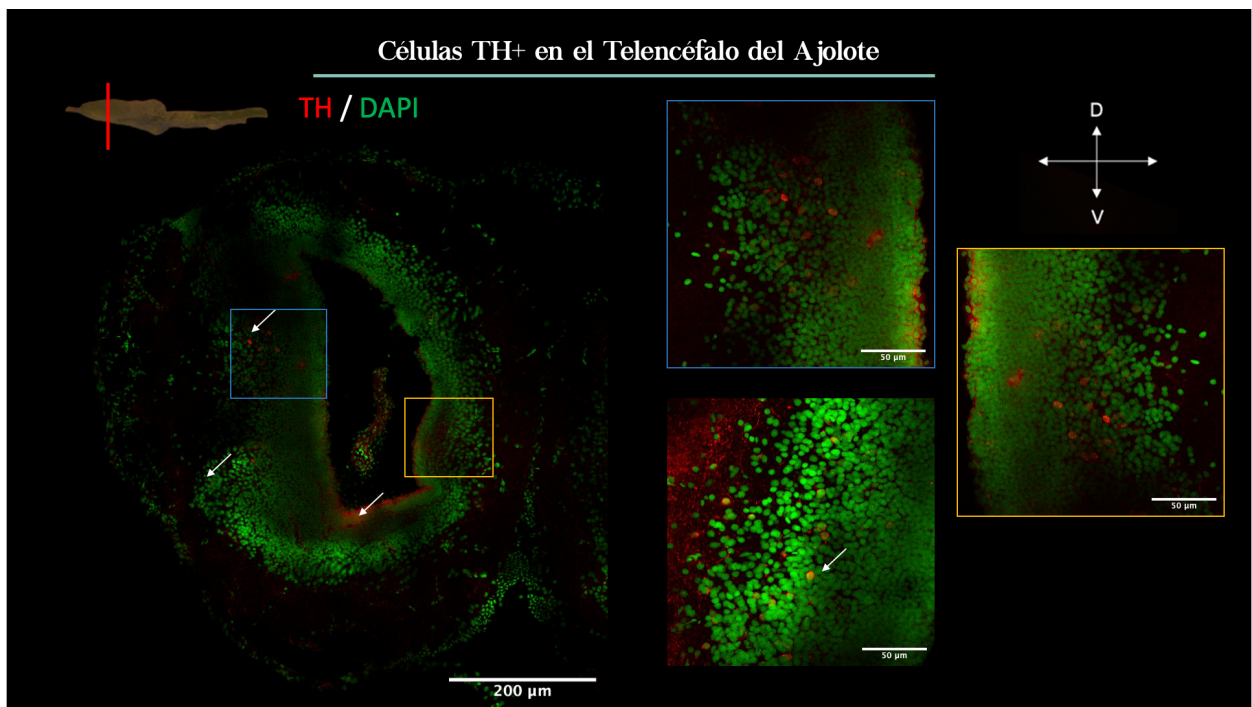 Células TH+ en el Telencéfalo del Ajolote
TH / DAPI
D
V
50 µm
50 µm
50 µm
200 µm